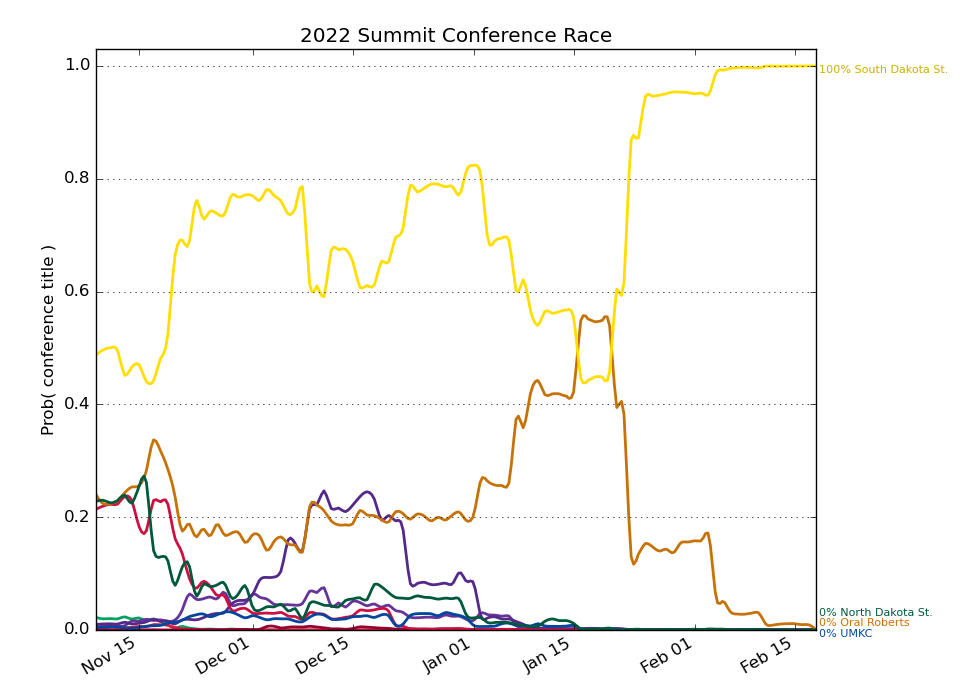 2022 Summit Conference Race
Prob( conference title )
1.0
0.8
0.6
0.4
0.2
0.0
Nov 15
Dec 01
Dec 15
Jan 01
Jan 15
Feb 01
Feb 15
100% South Dakota St.
0% North Dakota St.
0% Oral Roberts
0% UMKC